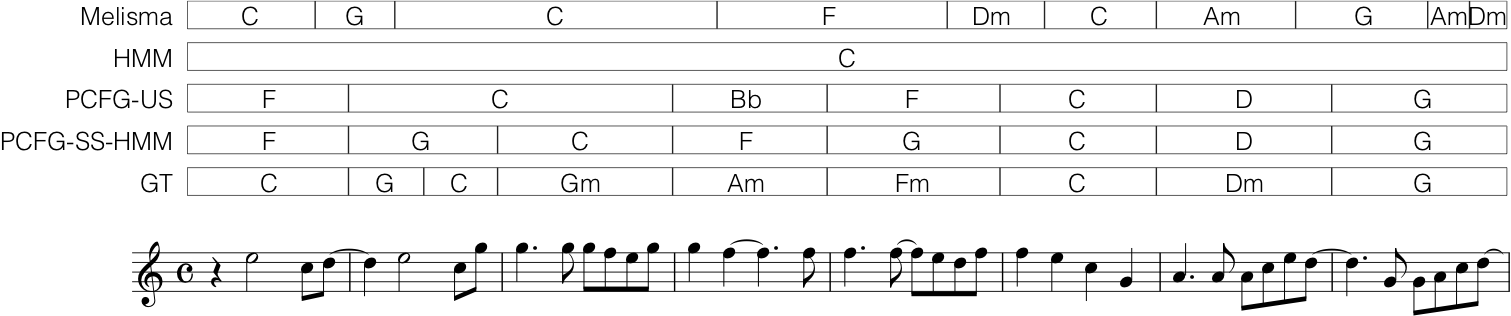 Melisma C G C F Dm C Am G Am Dm
HMM C
PCFG-US F C Bb F C D G
PCFG-SS-HMM F G C F G C D G
GT C G C Gm Am Fm C Dm G